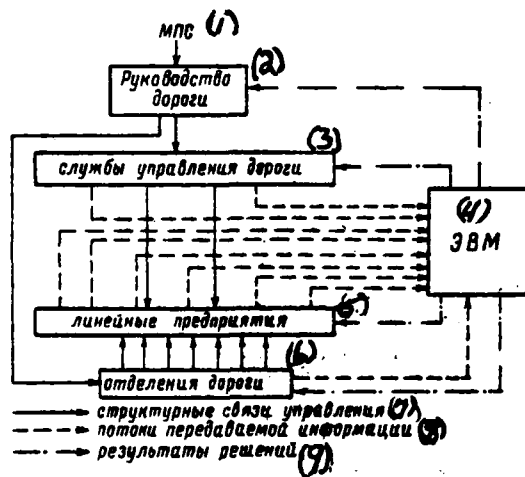 МПС (1)
(2)
Руководство
дороги
(3)
службы управления дороги
(4)
ЭВМ
(5)
линейные предприятия
(6)
отделения дороги
структурные связи управления (7)
потоки передаваемой информации (8)
результаты решений (9)